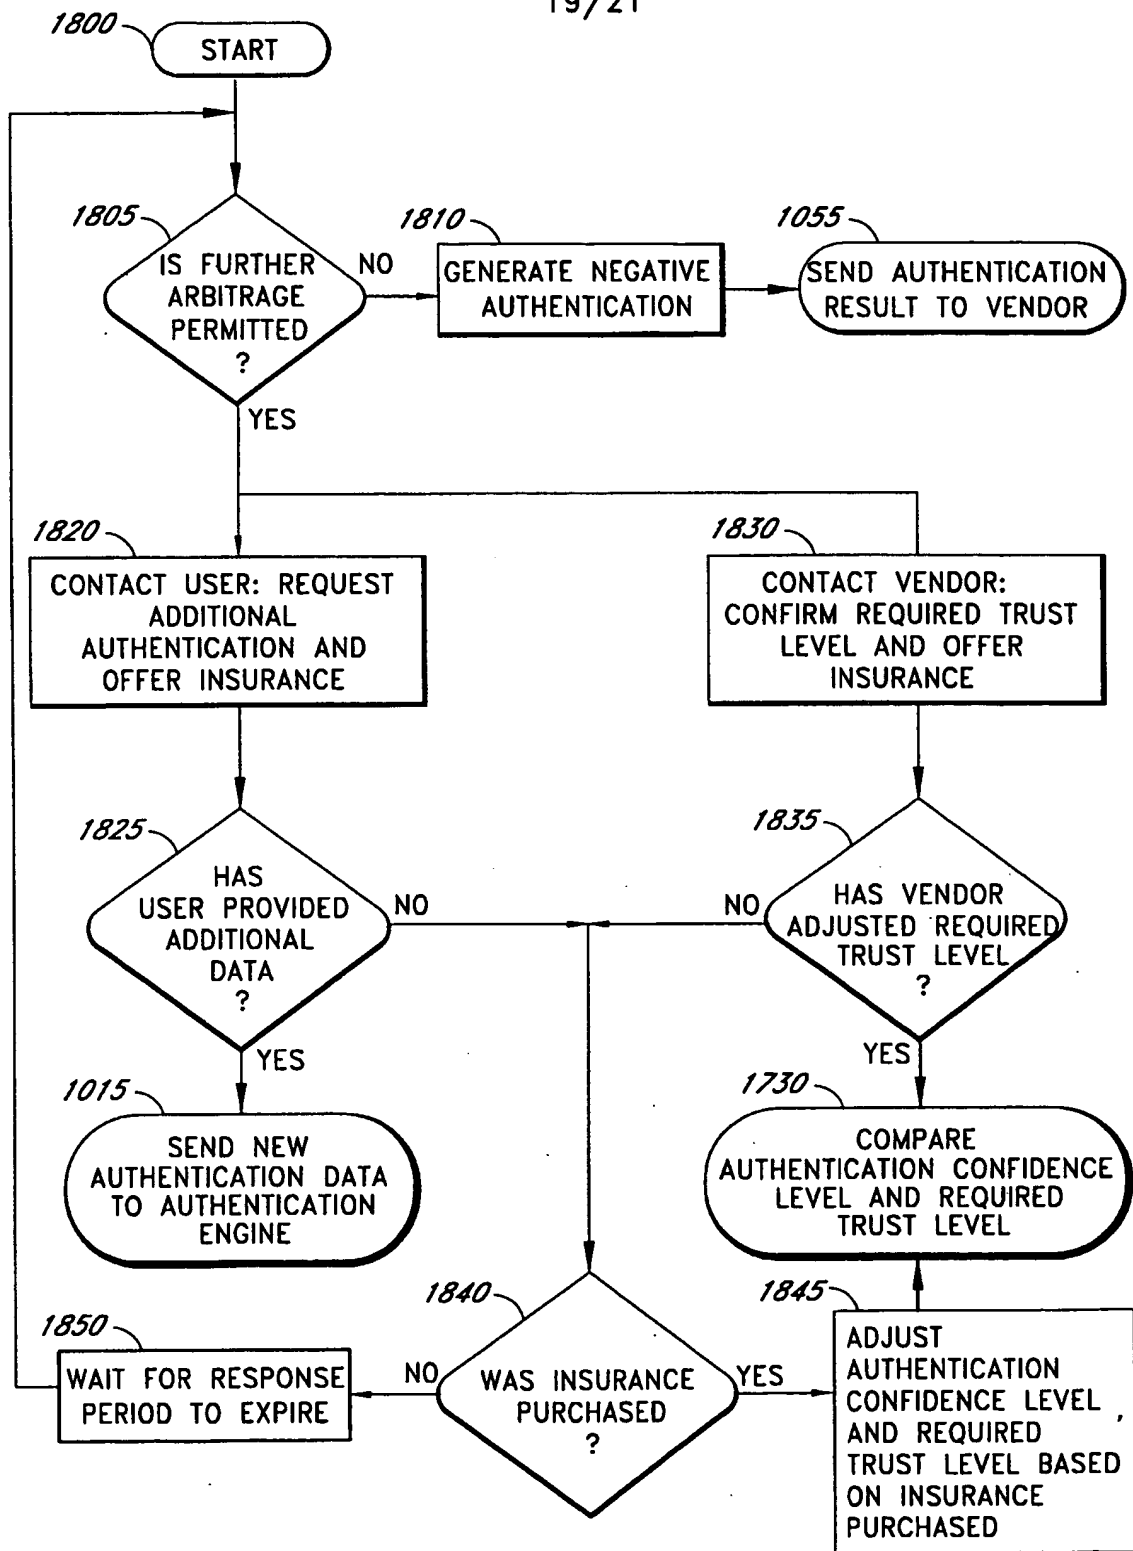 19/21
1800
START
1805
IS FURTHER
ARBITRAGE
PERMITTED
?
NO
YES
1810
GENERATE NEGATIVE
AUTHENTICATION
1055
SEND AUTHENTICATION
RESULT TO VENDOR
1820
CONTACT USER: REQUEST
ADDITIONAL
AUTHENTICATION AND
OFFER INSURANCE
1830
CONTACT VENDOR:
CONFIRM REQUIRED TRUST
LEVEL AND OFFER
INSURANCE
1825
HAS
USER PROVIDED
ADDITIONAL
DATA
?
NO
YES
1835
HAS VENDOR
ADJUSTED REQUIRED
TRUST LEVEL
?
NO
YES
1015
SEND NEW
AUTHENTICATION DATA
TO AUTHENTICATION
ENGINE
1730
COMPARE
AUTHENTICATION CONFIDENCE
LEVEL AND REQUIRED
TRUST LEVEL
1840
WAS INSURANCE
PURCHASED
?
NO
YES
1850
WAIT FOR RESPONSE
PERIOD TO EXPIRE
1845
ADJUST
AUTHENTICATION
CONFIDENCE LEVEL
AND REQUIRED
TRUST LEVEL BASED
ON INSURANCE
PURCHASED